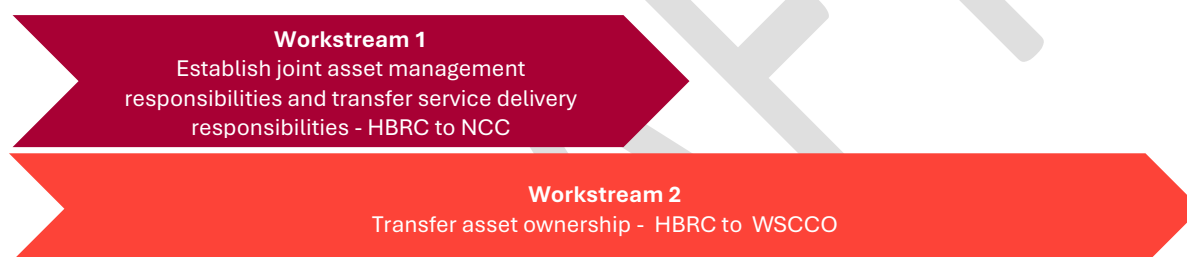 Workstream 1
Establish joint asset management
responsibilities and transfer service delivery
responsibilities - HBRC to NCC
Workstream 2
Transfer asset ownership - HBRC to WSCCO